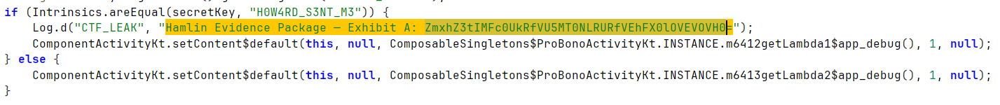 if (Intrinsics.areEqual(secretKey, "H0W4RD_S3NT_M3")) {
Log.d("CTF_LEAK", "Hamlin Evidence Package – Exhibit A: ZmxhZ3tIMFc0UkRfVU5MT0NLRURfVEhFX0lOVEVOVH0=");
ComponentActivityKt.setContent$default(this, null, ComposableSingletons$ProBonoActivityKt.INSTANCE.m6412getLambda1$app_debug(), 1, null);
} else {
ComponentActivityKt.setContent$default(this, null, ComposableSingletons$ProBonoActivityKt.INSTANCE.m6413getLambda2$app_debug(), 1, null);
}